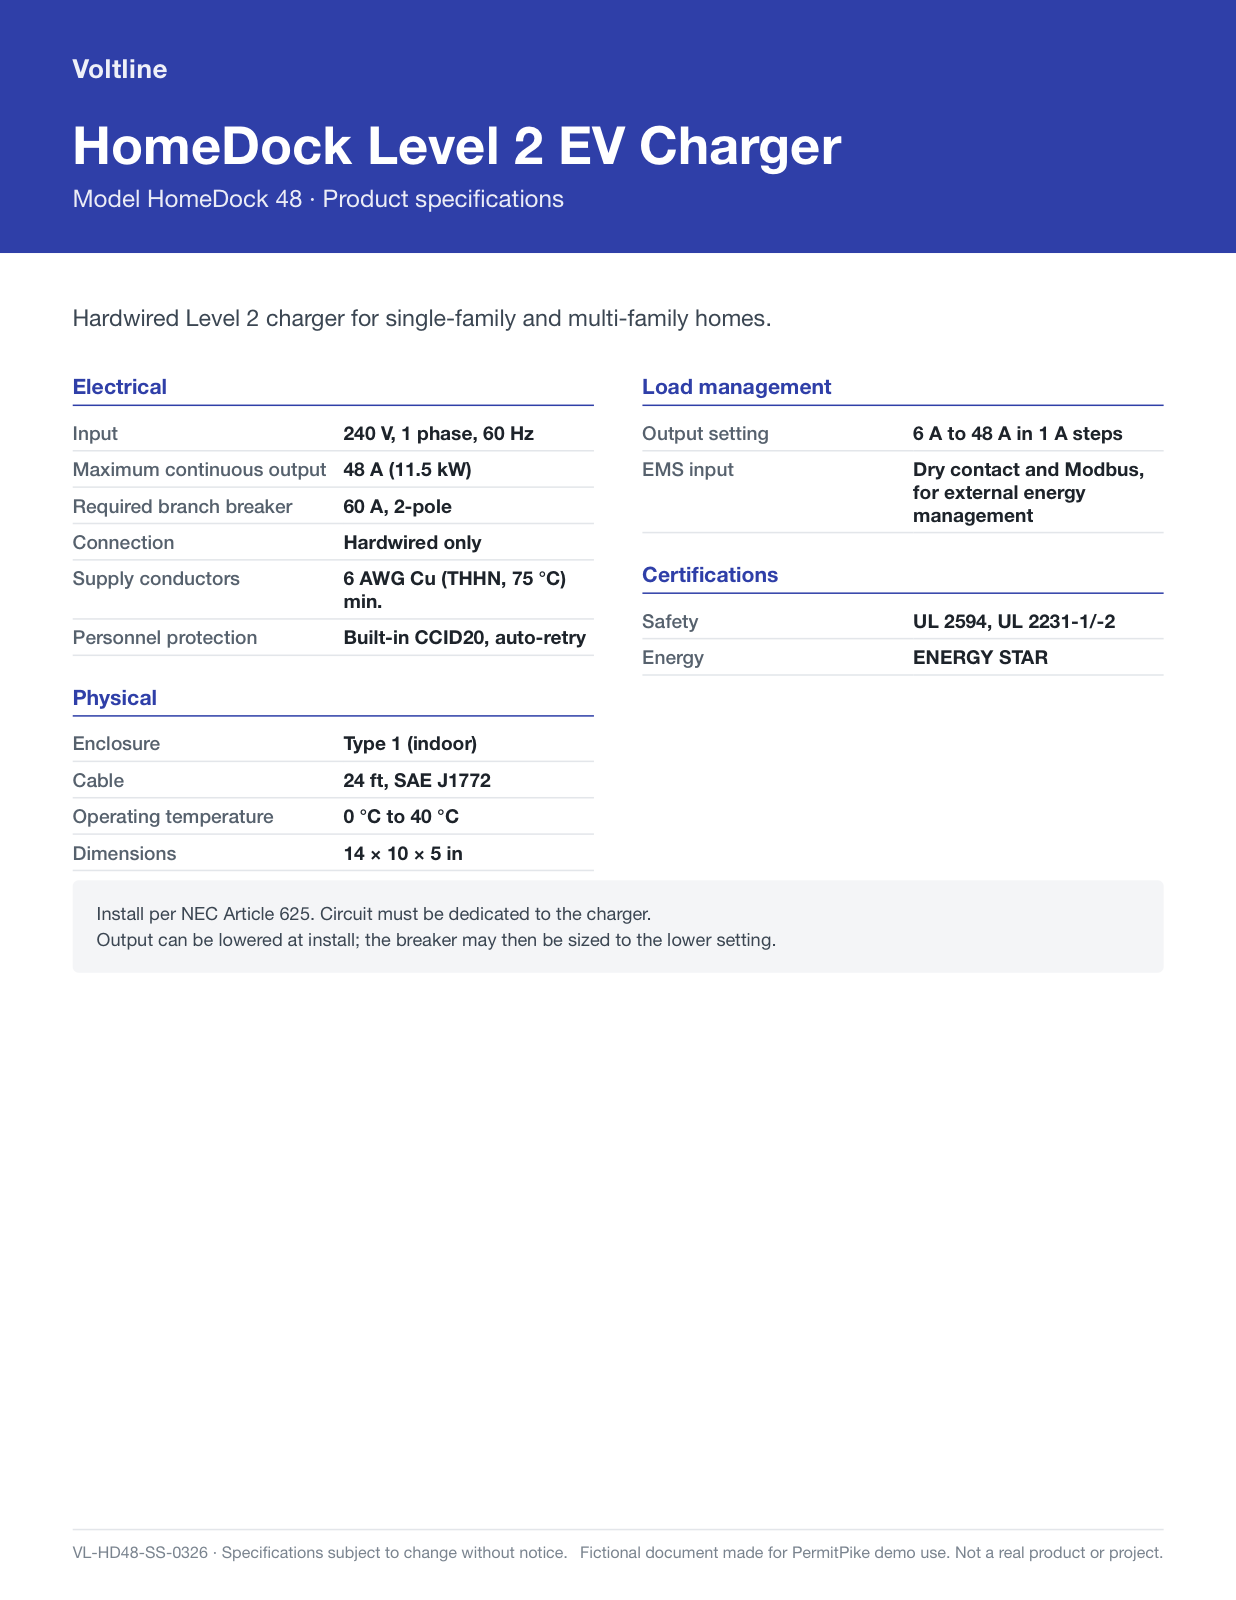 Voltline
HomeDock Level 2 EV Charger
Model HomeDock 48 · Product specifications
Hardwired Level 2 charger for single-family and multi-family homes.
Electrical
Input 240 V, 1 phase, 60 Hz
Maximum continuous output 48 A (11.5 kW)
Required branch breaker 60 A, 2-pole
Connection Hardwired only
Supply conductors 6 AWG Cu (THHN, 75 °C)
min.
Personnel protection Built-in CCID20, auto-retry
Physical
Enclosure Type 1 (indoor)
Cable 24 ft, SAE J1772
Operating temperature 0 °C to 40 °C
Dimensions 14 × 10 × 5 in
Load management
Output setting 6 A to 48 A in 1 A steps
EMS input Dry contact and Modbus,
for external energy
management
Certifications
Safety UL 2594, UL 2231-1/-2
Energy ENERGY STAR
Install per NEC Article 625. Circuit must be dedicated to the charger.
Output can be lowered at install; the breaker may then be sized to the lower setting.
VL-HD48-SS-0326 · Specifications subject to change without notice. Fictional document made for PermitPike demo use. Not a real product or project.